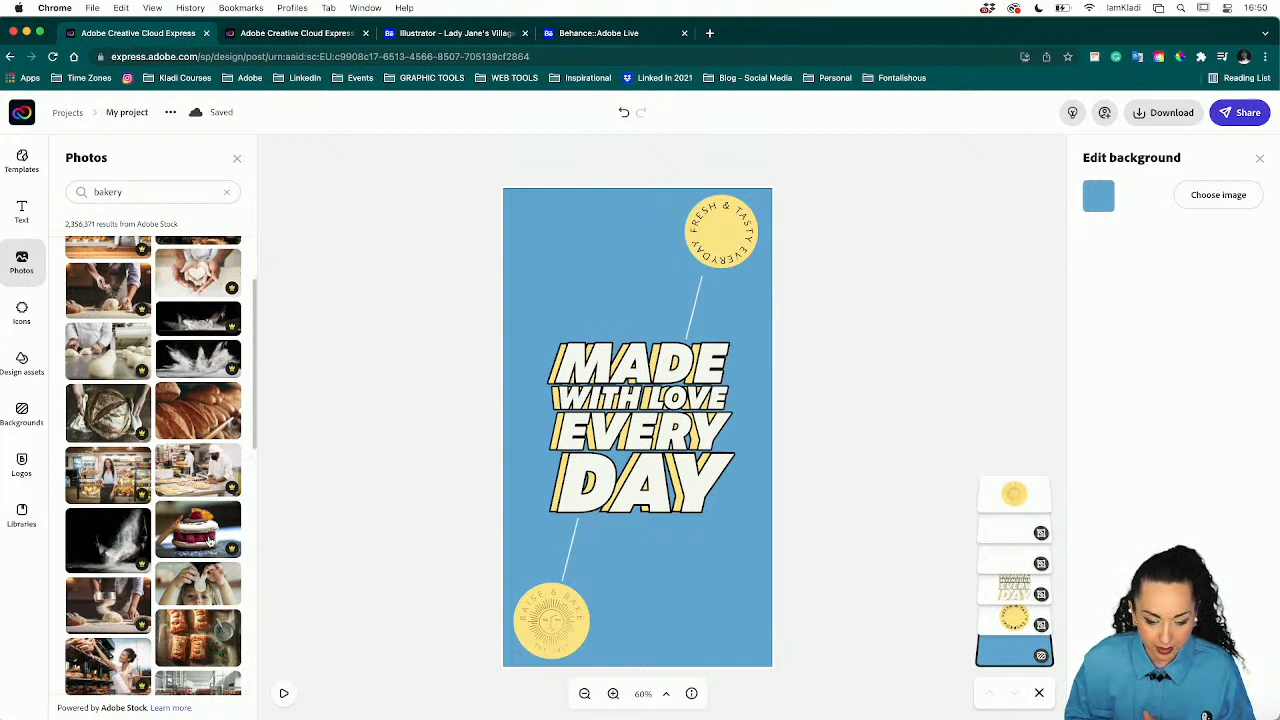 Chrome File Edit View History Bookmarks Profiles Tab Window Help
IamKladi 16:50
Adobe Creative Cloud Express
Adobe Creative Cloud Express
Illustrator - Lady Jane's Village
Behance::Adobe Live
express.adobe.com/sp/design/post/urn:aaid:sc:EU:c9908c17-6513-4566-8507-705139cf2864
Apps Time Zones Kladi Courses Adobe LinkedIn Events GRAPHIC TOOLS WEB TOOLS Inspirational Linked In 2021 Blog - Social Media Personal Fontalishous Reading List
Projects My project Saved Download Share
Templates
Text
Photos
Icons
Design assets
Backgrounds
Logos
Libraries
Photos
bakery
2,356,371 results from Adobe Stock
Powered by Adobe Stock. Learn more.
FRESH & TASTY EVERYDAY
MADE
WITH LOVE
EVERY
DAY
RAISE & BAKE
60%
Edit background
Choose image